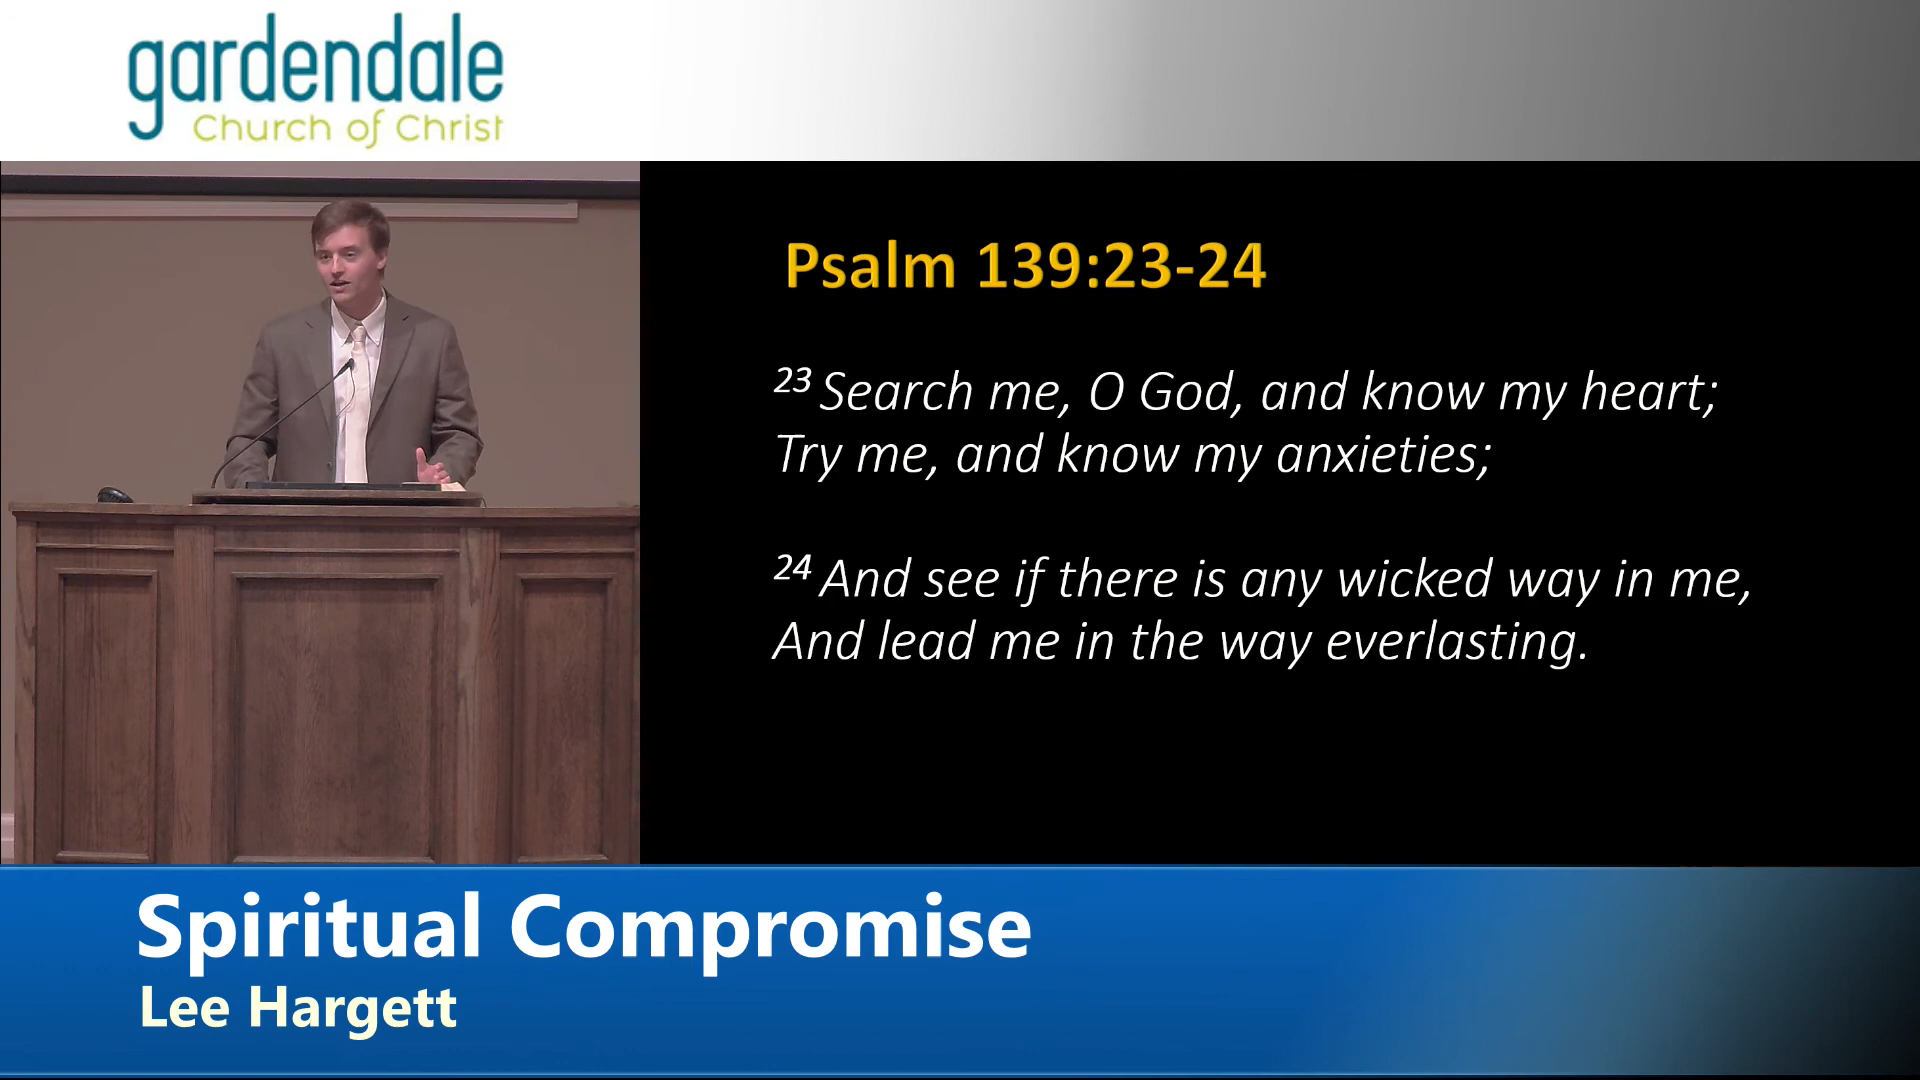 gardendale
Church of Christ
Psalm 139:23-24
23 Search me, O God, and know my heart;
Try me, and know my anxieties;
24 And see if there is any wicked way in me,
And lead me in the way everlasting.
Spiritual Compromise
Lee Hargett